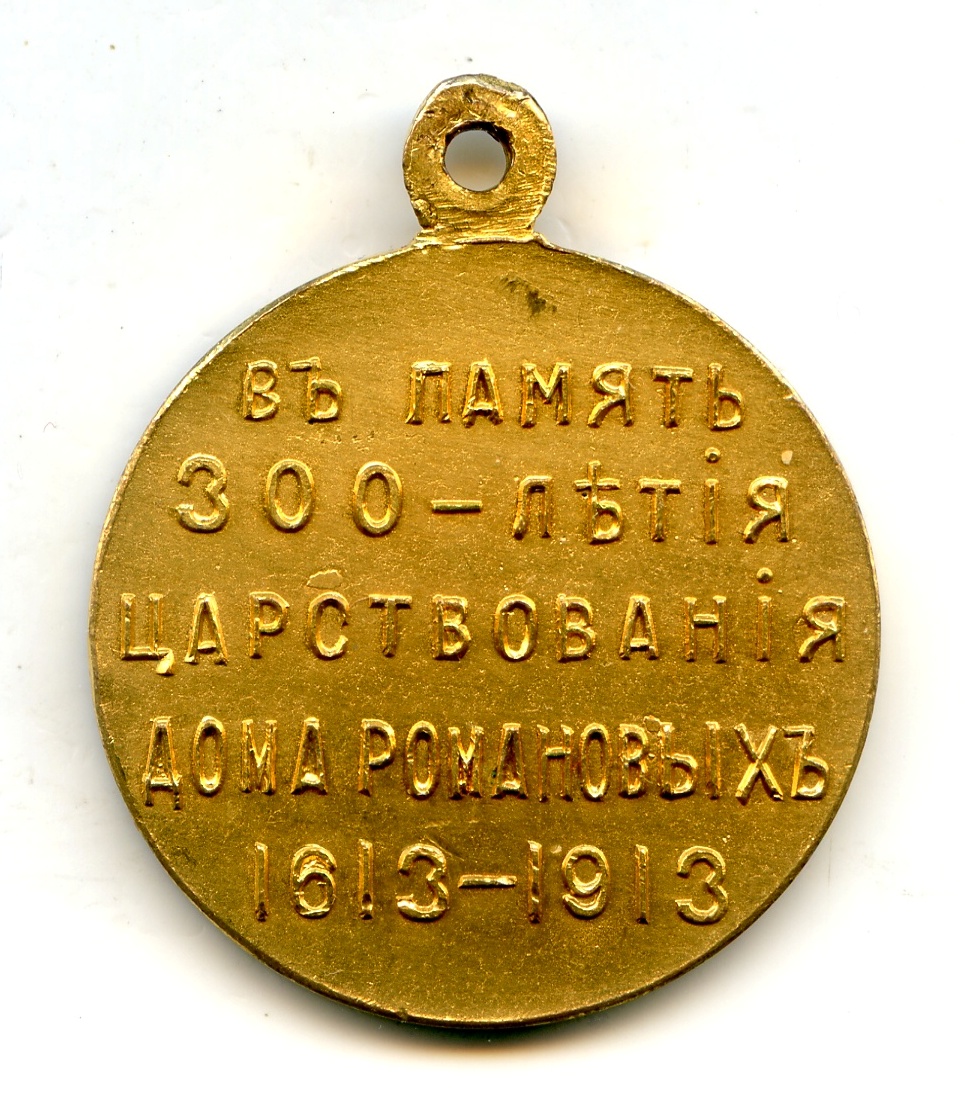 ВЪ ПАМЯТЬ
300-ЛѢТІЯ
ЦАРСТВОВАНІЯ
ДОМА РОМАНОВЫХЪ
1613-1913